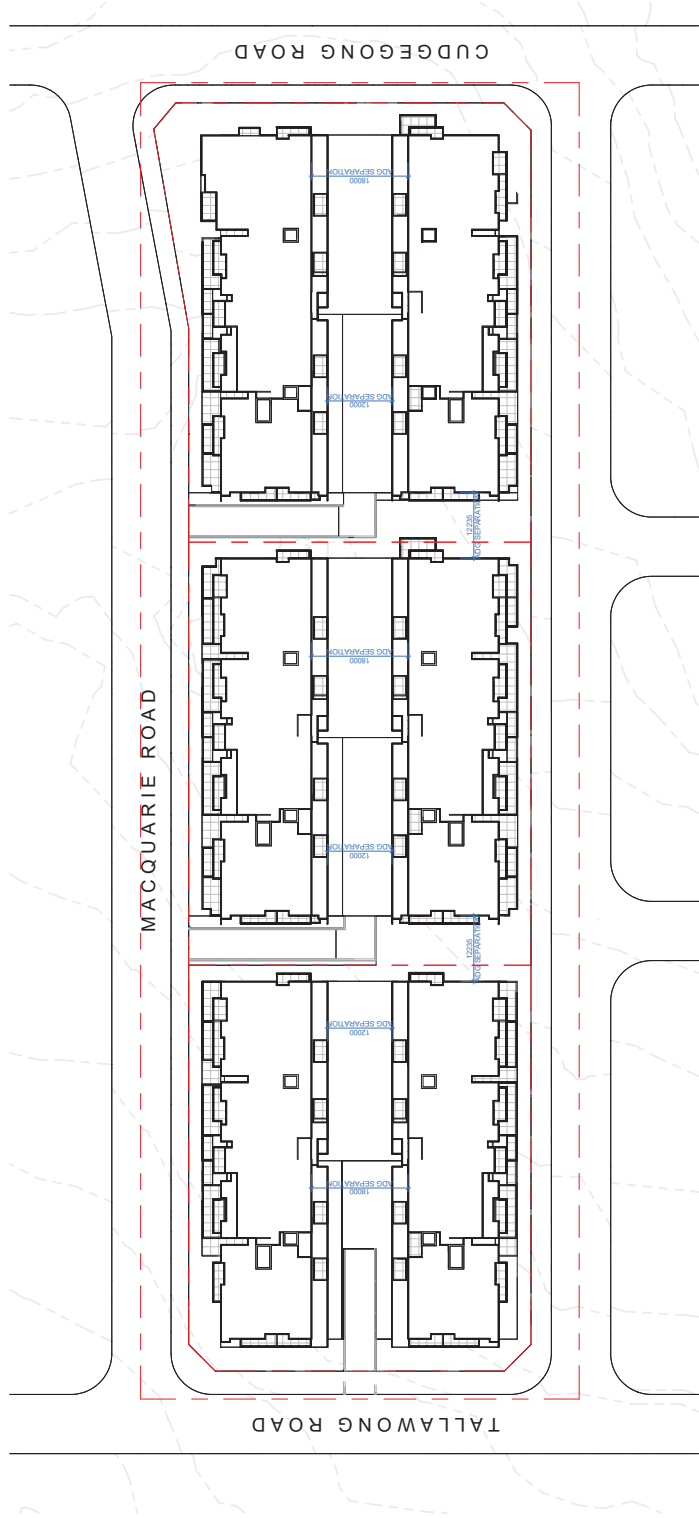 CUDGEGONG ROAD
ADG SEPARATION
18000
ADG SEPARATION
12000
12235
ADG SEPARATION
ADG SEPARATION
18000
MACQUARIE ROAD
ADG SEPARATION
12000
12235
ADG SEPARATION
ADG SEPARATION
12000
ADG SEPARATION
18000
TALLAWONG ROAD